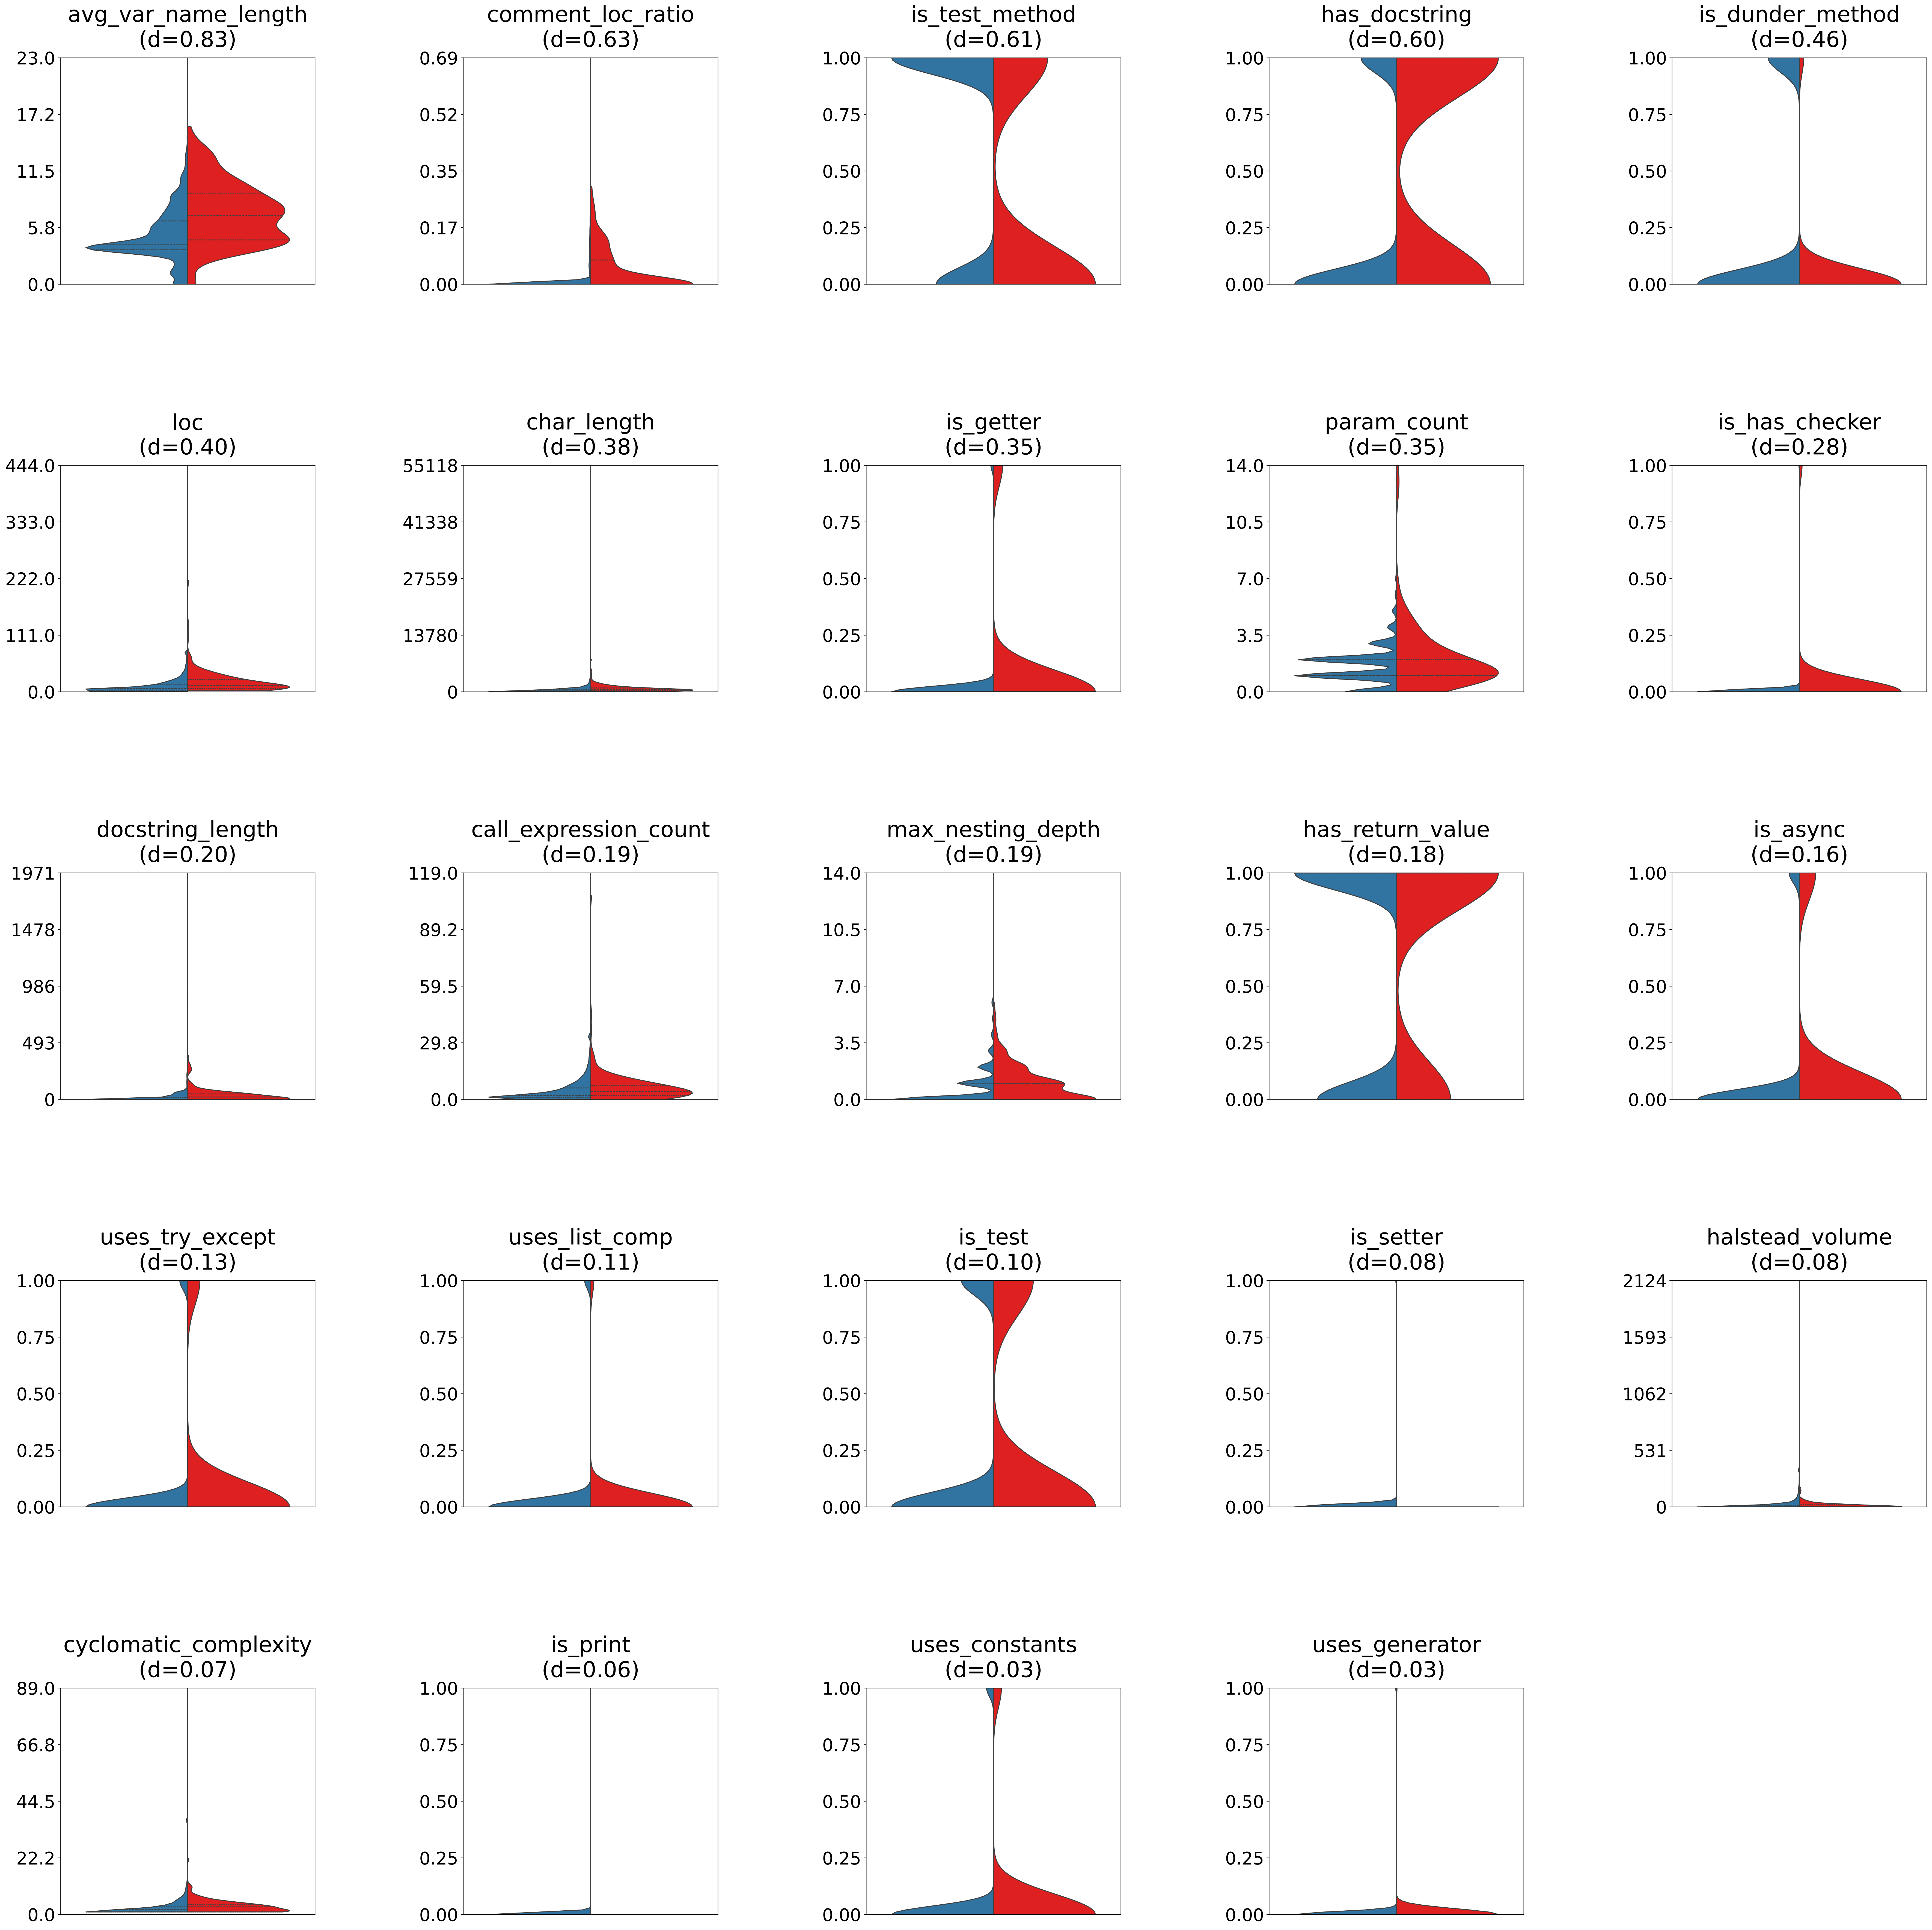 avg_var_name_length
(d=0.83)
23.0
17.2
11.5
5.8
0.0
comment_loc_ratio
(d=0.63)
0.69
0.52
0.35
0.17
0.00
is_test_method
(d=0.61)
1.00
0.75
0.50
0.25
0.00
has_docstring
(d=0.60)
1.00
0.75
0.50
0.25
0.00
is_dunder_method
(d=0.46)
1.00
0.75
0.50
0.25
0.00
loc
(d=0.40)
444.0
333.0
222.0
111.0
0.0
char_length
(d=0.38)
55118
41338
27559
13780
0
is_getter
(d=0.35)
1.00
0.75
0.50
0.25
0.00
param_count
(d=0.35)
14.0
10.5
7.0
3.5
0.0
is_has_checker
(d=0.28)
1.00
0.75
0.50
0.25
0.00
docstring_length
(d=0.20)
1971
1478
986
493
0
call_expression_count
(d=0.19)
119.0
89.2
59.5
29.8
0.0
max_nesting_depth
(d=0.19)
14.0
10.5
7.0
3.5
0.0
has_return_value
(d=0.18)
1.00
0.75
0.50
0.25
0.00
is_async
(d=0.16)
1.00
0.75
0.50
0.25
0.00
uses_try_except
(d=0.13)
1.00
0.75
0.50
0.25
0.00
uses_list_comp
(d=0.11)
1.00
0.75
0.50
0.25
0.00
is_test
(d=0.10)
1.00
0.75
0.50
0.25
0.00
is_setter
(d=0.08)
1.00
0.75
0.50
0.25
0.00
halstead_volume
(d=0.08)
2124
1593
1062
531
0
cyclomatic_complexity
(d=0.07)
89.0
66.8
44.5
22.2
0.0
is_print
(d=0.06)
1.00
0.75
0.50
0.25
0.00
uses_constants
(d=0.03)
1.00
0.75
0.50
0.25
0.00
uses_generator
(d=0.03)
1.00
0.75
0.50
0.25
0.00